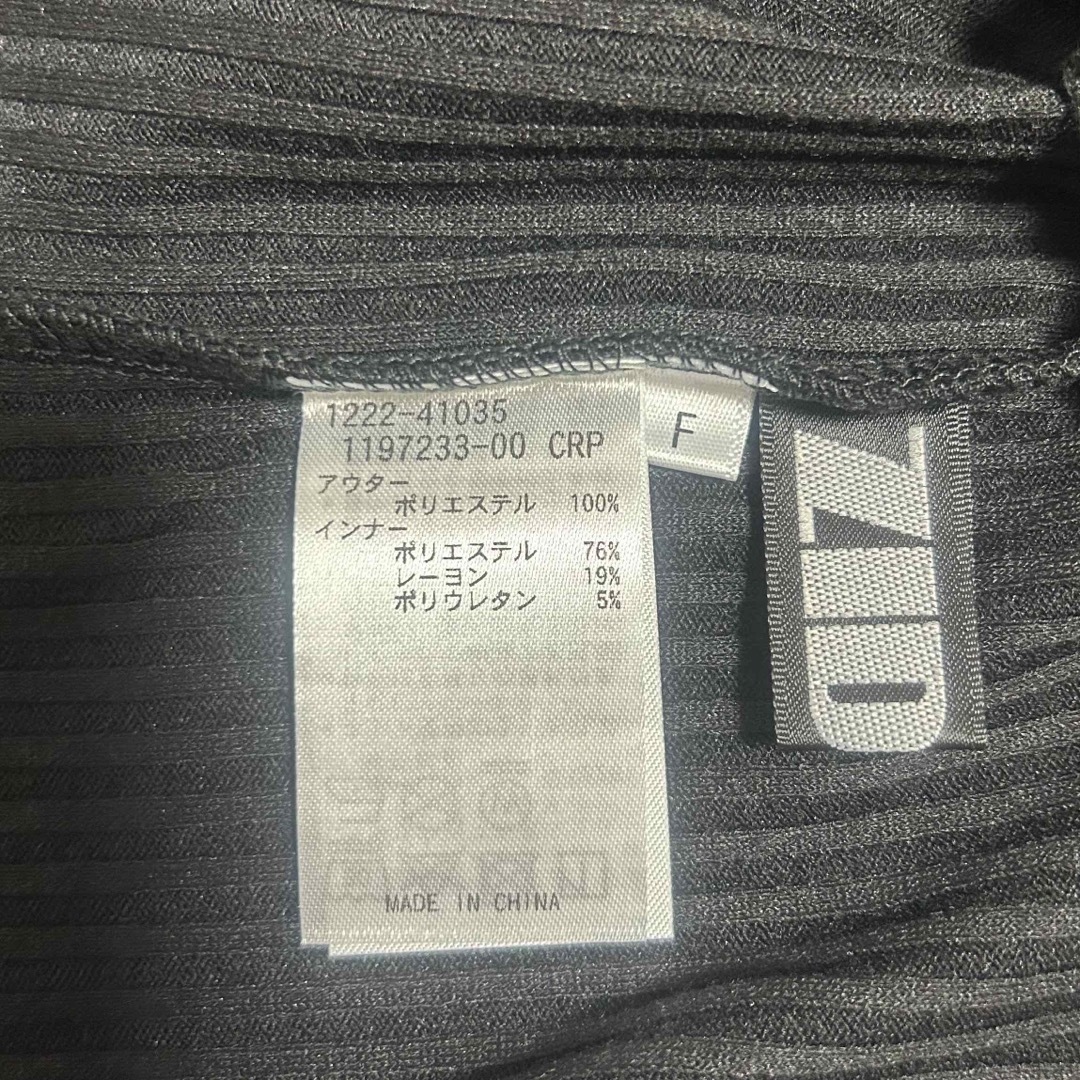 1222-41035
1197233-00 CRP
アウター
ポリエステル 100%
インナー
ポリエステル 76%
レーヨン 19%
ポリウレタン 5%
MADE IN CHINA
F